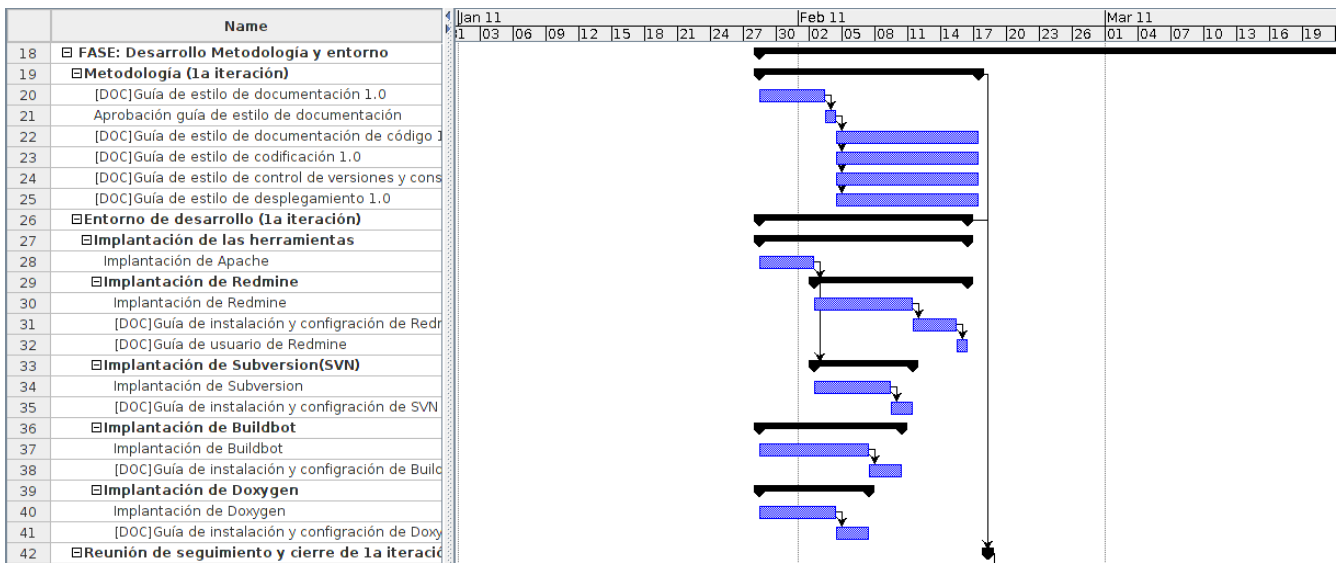 Name
Jan 11 Feb 11 Mar 11
1 03 06 09 12 15 18 21 24 27 30 02 05 08 11 14 17 20 23 26 01 04 07 10 13 16 19
18 FASE: Desarrollo Metodología y entorno
19 Metodología (1a iteración)
20 [DOC]Guía de estilo de documentación 1.0
21 Aprobación guía de estilo de documentación
22 [DOC]Guía de estilo de documentación de código 1
23 [DOC]Guía de estilo de codificación 1.0
24 [DOC]Guía de estilo de control de versiones y cons
25 [DOC]Guía de estilo de desplegamiento 1.0
26 Entorno de desarrollo (1a iteración)
27 Implantación de las herramientas
28 Implantación de Apache
29 Implantación de Redmine
30 Implantación de Redmine
31 [DOC]Guía de instalación y configración de Redm
32 [DOC]Guía de usuario de Redmine
33 Implantación de Subversion(SVN)
34 Implantación de Subversion
35 [DOC]Guía de instalación y configración de SVN
36 Implantación de Buildbot
37 Implantación de Buildbot
38 [DOC]Guía de instalación y configración de Build
39 Implantación de Doxygen
40 Implantación de Doxygen
41 [DOC]Guía de instalación y configración de Doxy
42 Reunión de seguimiento y cierre de 1a iteració